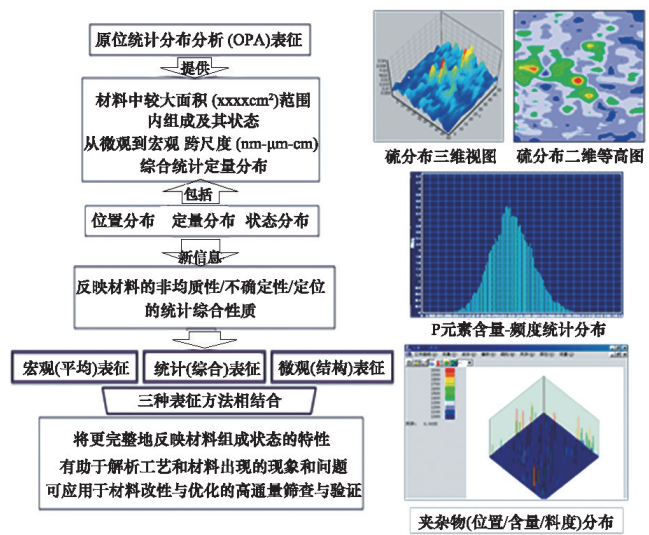 原位统计分布分析 (OPA)表征
提供
材料中较大面积 (xxxxcm²)范围
内组成及其状态
从微观到宏观 跨尺度 (nm-μm-cm)
综合统计定量分布
包括
位置分布 定量分布 状态分布
新信息
反映材料的非均质性/不确定性/定位
的统计综合性质
宏观(平均)表征
统计(综合)表征
微观(结构)表征
三种表征方法相结合
将更完整地反映材料组成状态的特性
有助于解析工艺和材料出现的现象和问题
可应用于材料改性与优化的高通量筛查与验证
硫分布三维视图
硫分布二维等高图
P元素含量-频度统计分布
夹杂物(位置/含量/料度)分布